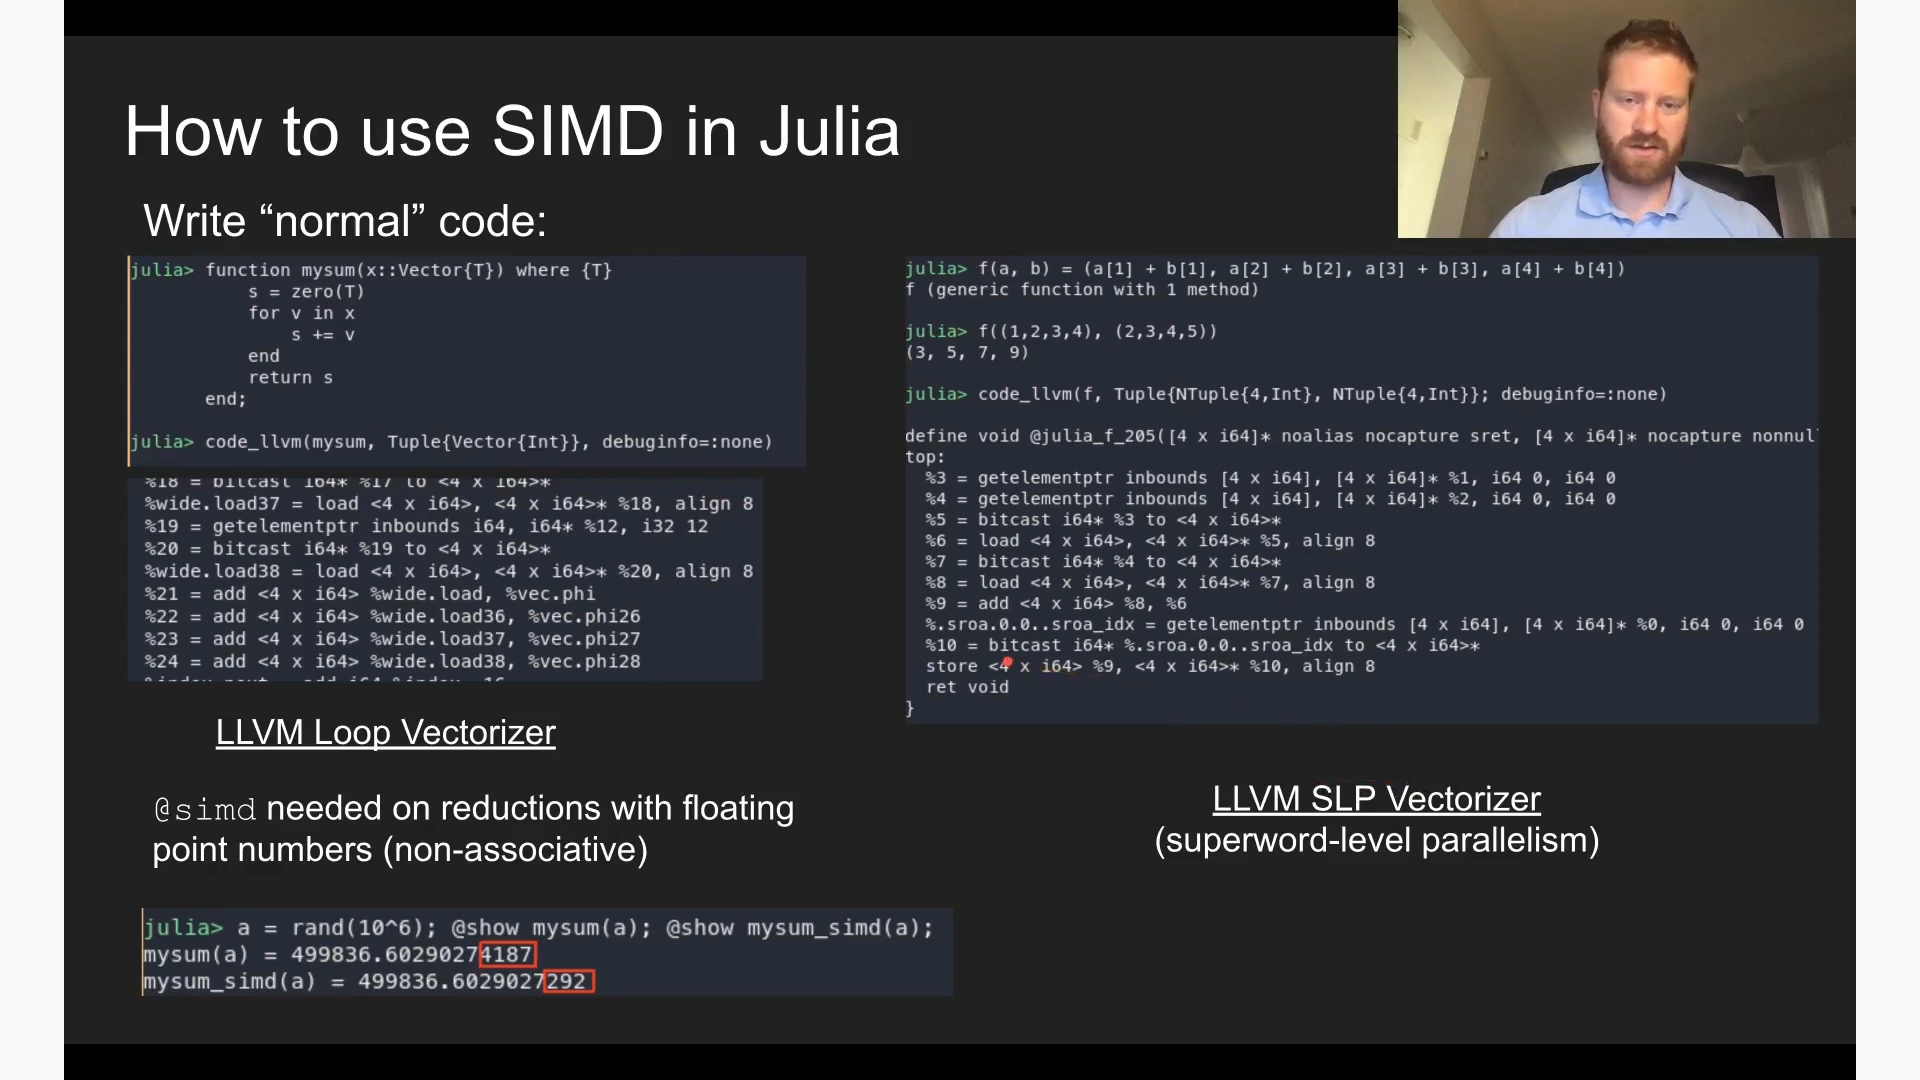 How to use SIMD in Julia
Write “normal” code:
julia> function mysum(x::Vector{T}) where {T}
s = zero(T)
for v in x
s += v
end
return s
end;
julia> code_llvm(mysum, Tuple{Vector{Int}}, debuginfo=:none)
%18 = bitcast i64* %17 to <4 x i64>*
%wide.load37 = load <4 x i64>, <4 x i64>* %18, align 8
%19 = getelementptr inbounds i64, i64* %12, i32 12
%20 = bitcast i64* %19 to <4 x i64>*
%wide.load38 = load <4 x i64>, <4 x i64>* %20, align 8
%21 = add <4 x i64> %wide.load, %vec.phi
%22 = add <4 x i64> %wide.load36, %vec.phi26
%23 = add <4 x i64> %wide.load37, %vec.phi27
%24 = add <4 x i64> %wide.load38, %vec.phi28
LLVM Loop Vectorizer
@simd needed on reductions with floating
point numbers (non-associative)
julia> a = rand(10^6); @show mysum(a); @show mysum_simd(a);
mysum(a) = 499836.60290274187
mysum_simd(a) = 499836.6029027292
julia> f(a, b) = (a[1] + b[1], a[2] + b[2], a[3] + b[3], a[4] + b[4])
f (generic function with 1 method)
julia> f((1,2,3,4), (2,3,4,5))
(3, 5, 7, 9)
julia> code_llvm(f, Tuple{NTuple{4,Int}, NTuple{4,Int}}; debuginfo=:none)
define void @julia_f_205([4 x i64]* noalias nocapture sret, [4 x i64]* nocapture nonnul
top:
%3 = getelementptr inbounds [4 x i64], [4 x i64]* %1, i64 0, i64 0
%4 = getelementptr inbounds [4 x i64], [4 x i64]* %2, i64 0, i64 0
%5 = bitcast i64* %3 to <4 x i64>*
%6 = load <4 x i64>, <4 x i64>* %5, align 8
%7 = bitcast i64* %4 to <4 x i64>*
%8 = load <4 x i64>, <4 x i64>* %7, align 8
%9 = add <4 x i64> %8, %6
%.sroa.0.0..sroa_idx = getelementptr inbounds [4 x i64], [4 x i64]* %0, i64 0, i64 0
%10 = bitcast i64* %.sroa.0.0..sroa_idx to <4 x i64>*
store <4 x i64> %9, <4 x i64>* %10, align 8
ret void
}
LLVM SLP Vectorizer
(superword-level parallelism)